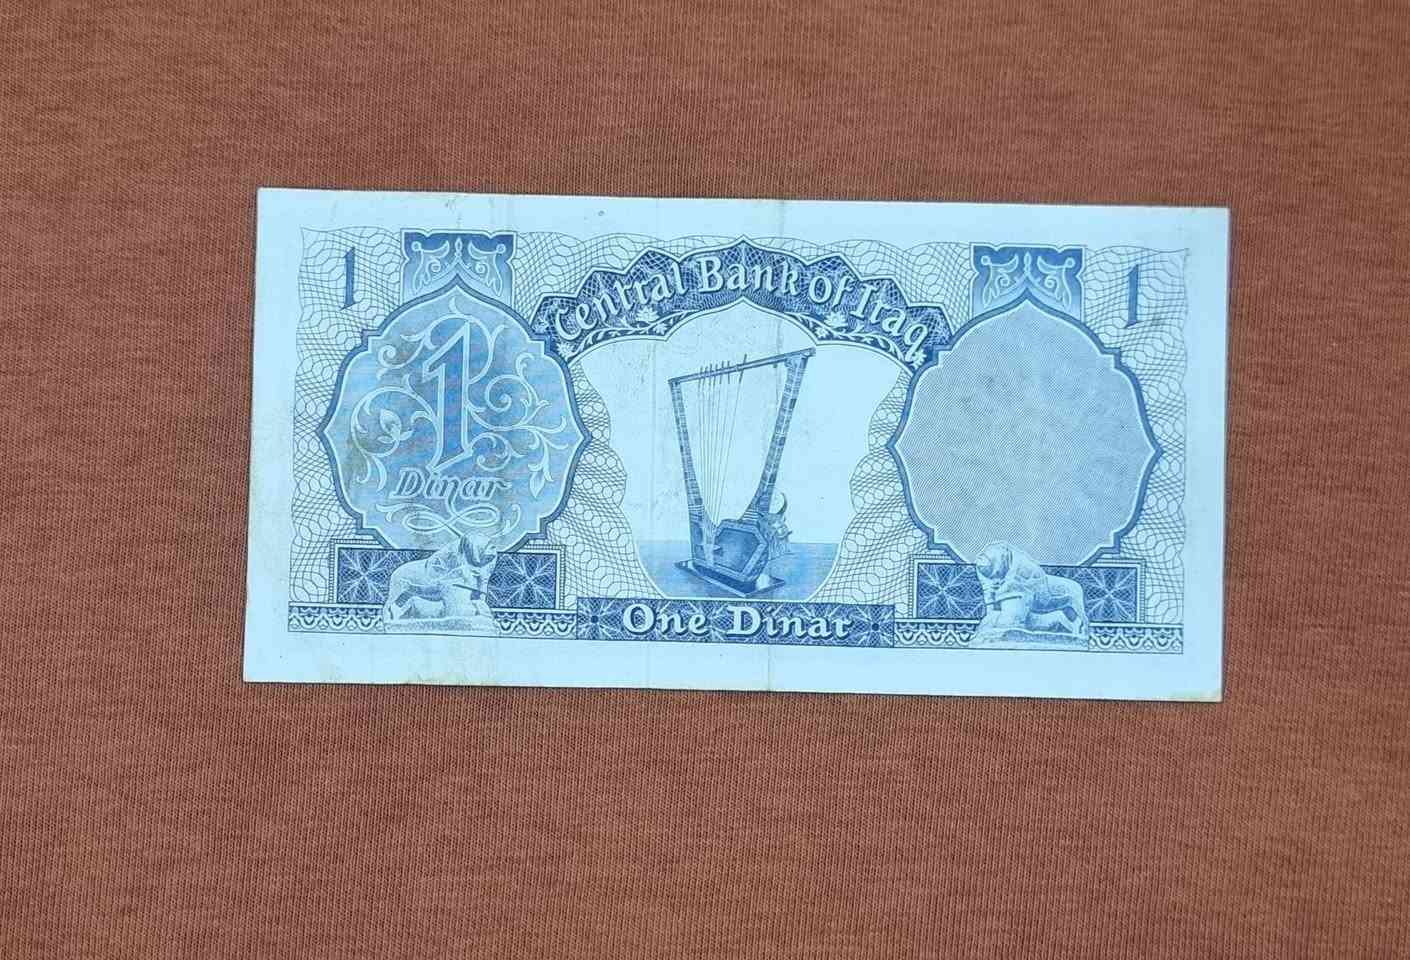 1
Central Bank of Iraq
1
1
Dinar
One Dinar